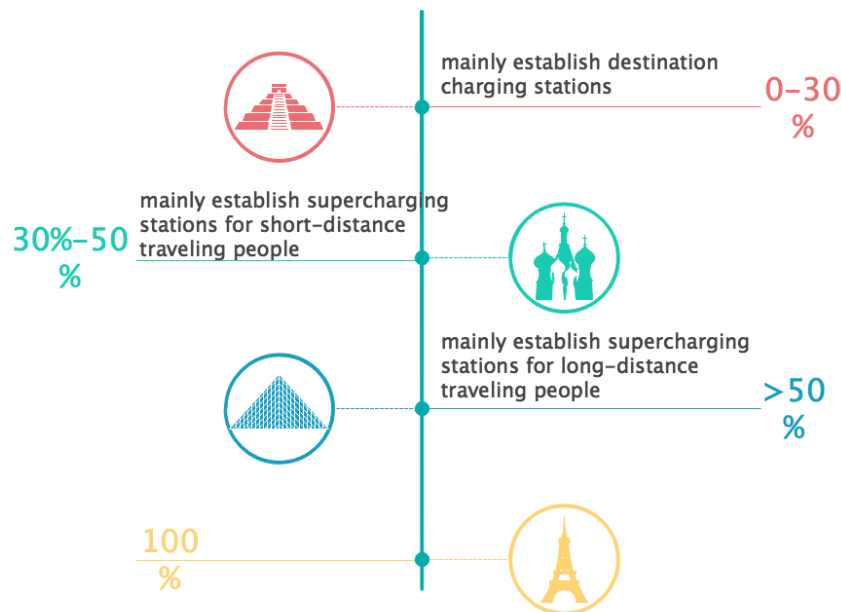 mainly establish destination
charging stations
0-30
%
mainly establish supercharging
stations for short-distance
traveling people
30%-50
%
mainly establish supercharging
stations for long-distance
traveling people
>50
%
100
%